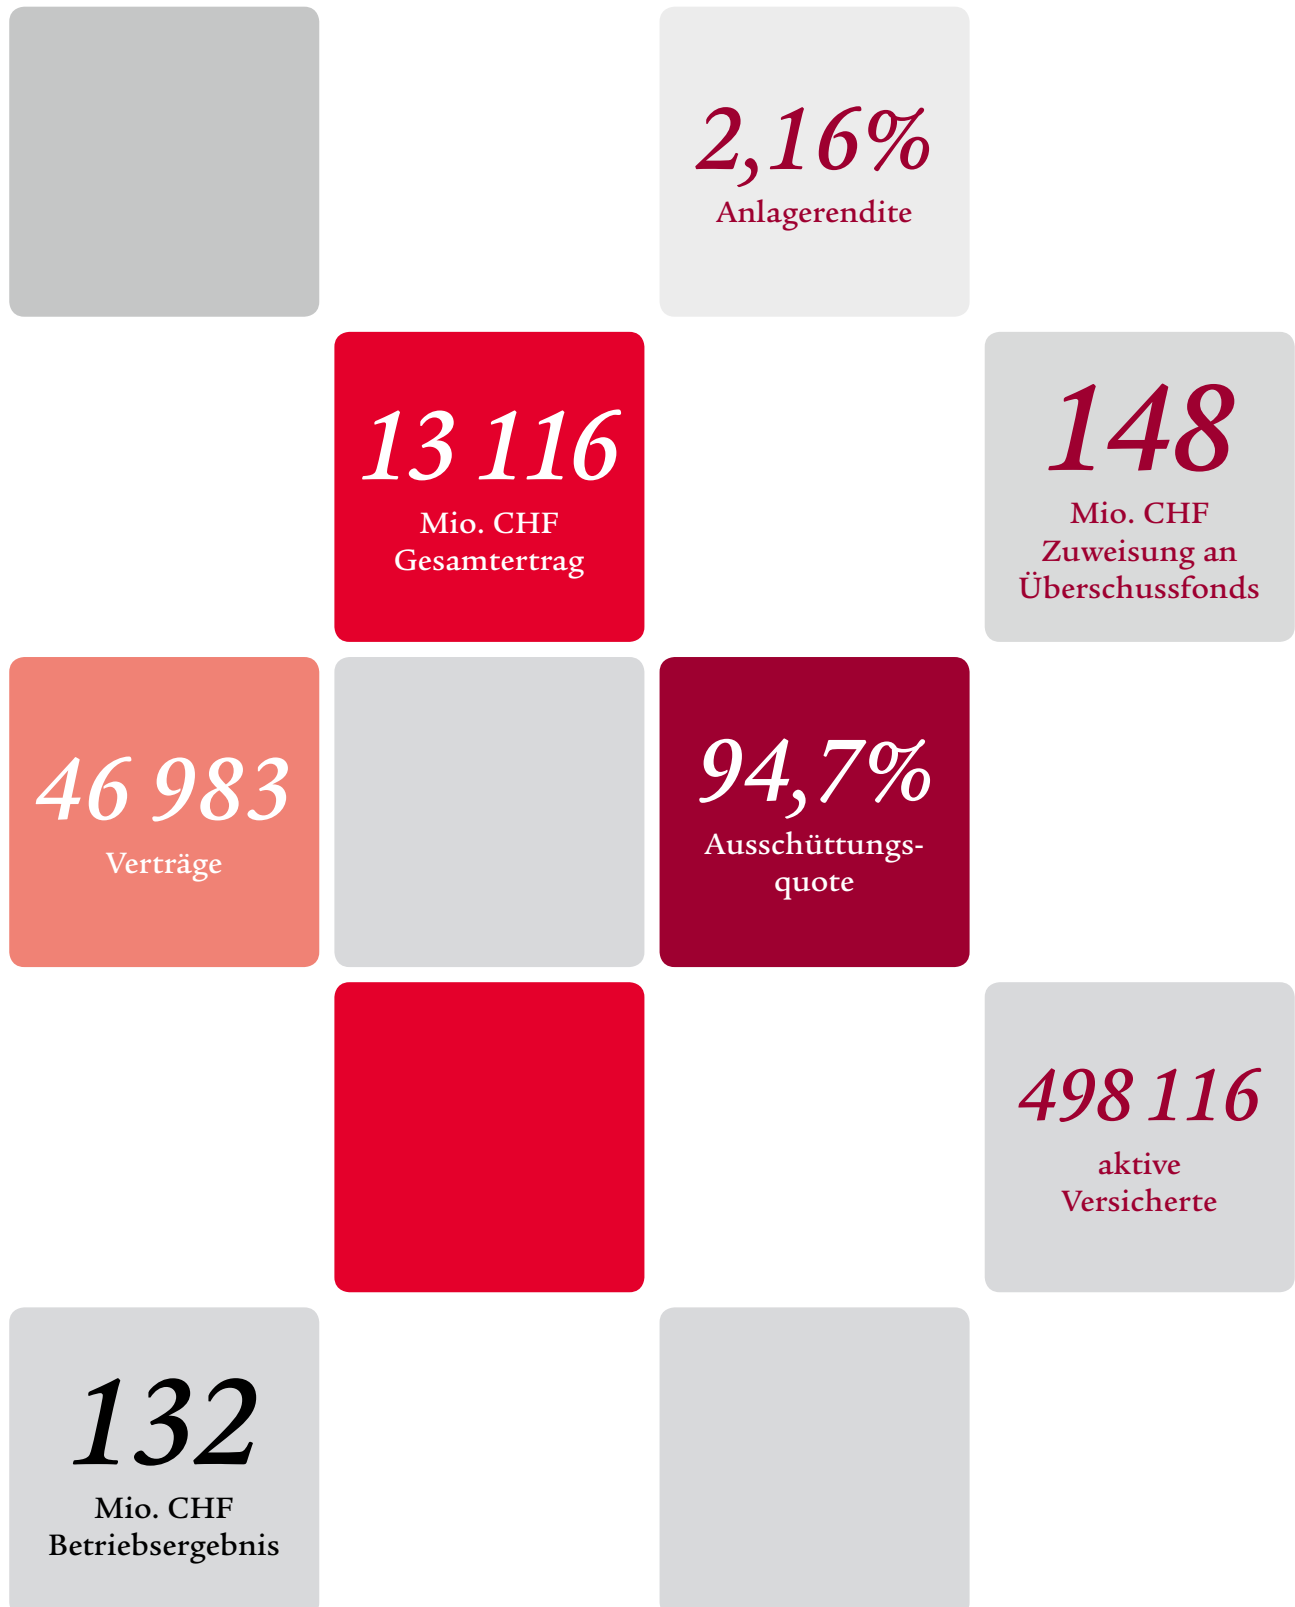 2,16%
Anlagerendite
13 116
Mio. CHF
Gesamtertrag
148
Mio. CHF
Zuweisung an
Überschussfonds
46 983
Verträge
94,7%
Ausschüttungs-
quote
498 116
aktive
Versicherte
132
Mio. CHF
Betriebsergebnis